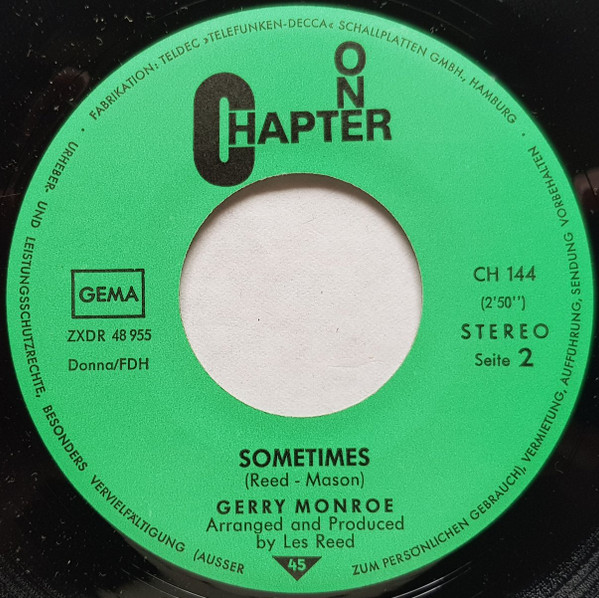 · FABRIKATION: TELDEC »TELEFUNKEN-DECCA« SCHALLPLATTEN GMBH., HAMBURG ·
URHEBER- UND LEISTUNGSSCHUTZRECHTE, BESONDERS VERVIELFÄLTIGUNG (AUSSER ZUM PERSÖNLICHEN GEBRAUCH), VERMIETUNG, AUFFÜHRUNG, SENDUNG VORBEHALTEN ·
CHAPTER
ONE
GEMA
ZXDR 48 955
Donna/FDH
CH 144
(2'50'')
STEREO
Seite 2
SOMETIMES
(Reed - Mason)
GERRY MONROE
Arranged and Produced
by Les Reed
45